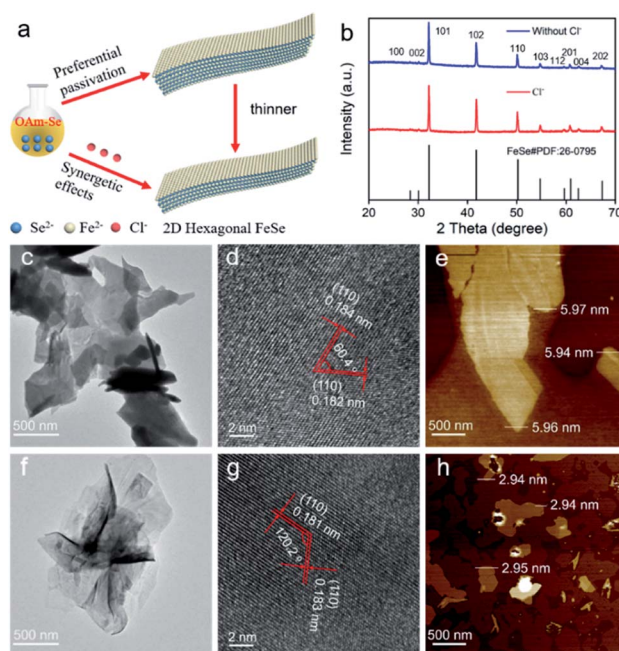 a
Preferential
passivation
OAm-Se
thinner
Synergetic
effects
Se²⁻ Fe²⁻ Cl⁻ 2D Hexagonal FeSe
b
Intensity (a.u.)
Without Cl⁻
100 002 101 102 110 103 112 201 004 202
Cl⁻
FeSe#PDF:26-0795
20 30 40 50 60 70
2 Theta (degree)
c
500 nm
d
(110)
0.184 nm
60.4°
(110)
0.182 nm
2 nm
e
5.97 nm
5.94 nm
5.96 nm
500 nm
f
500 nm
g
(110)
0.181 nm
120.2°
(110)
0.183 nm
2 nm
h
2.94 nm
2.94 nm
2.95 nm
500 nm